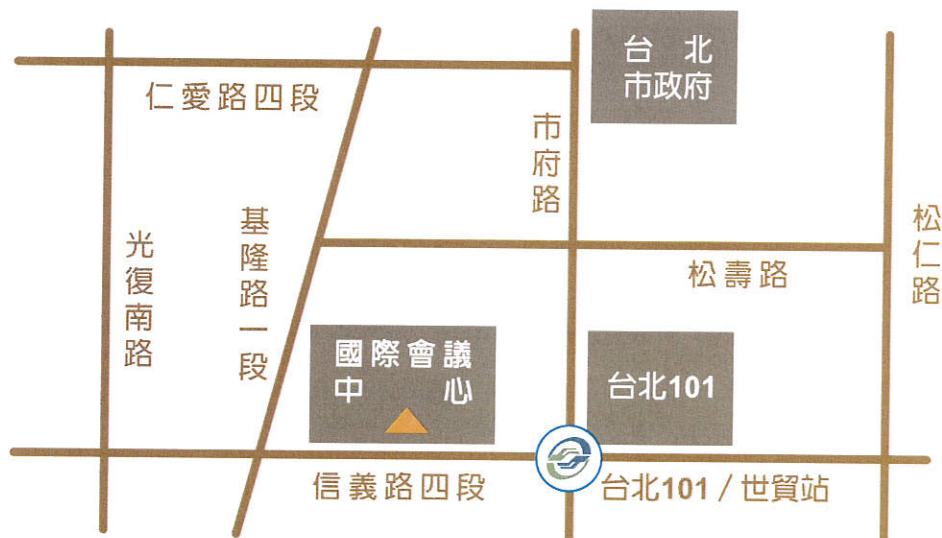 台北
市政府
仁愛路四段
市府路
松仁路
基隆路一段
光復南路
松壽路
國際會議
中心
台北101
信義路四段
台北101 / 世貿站